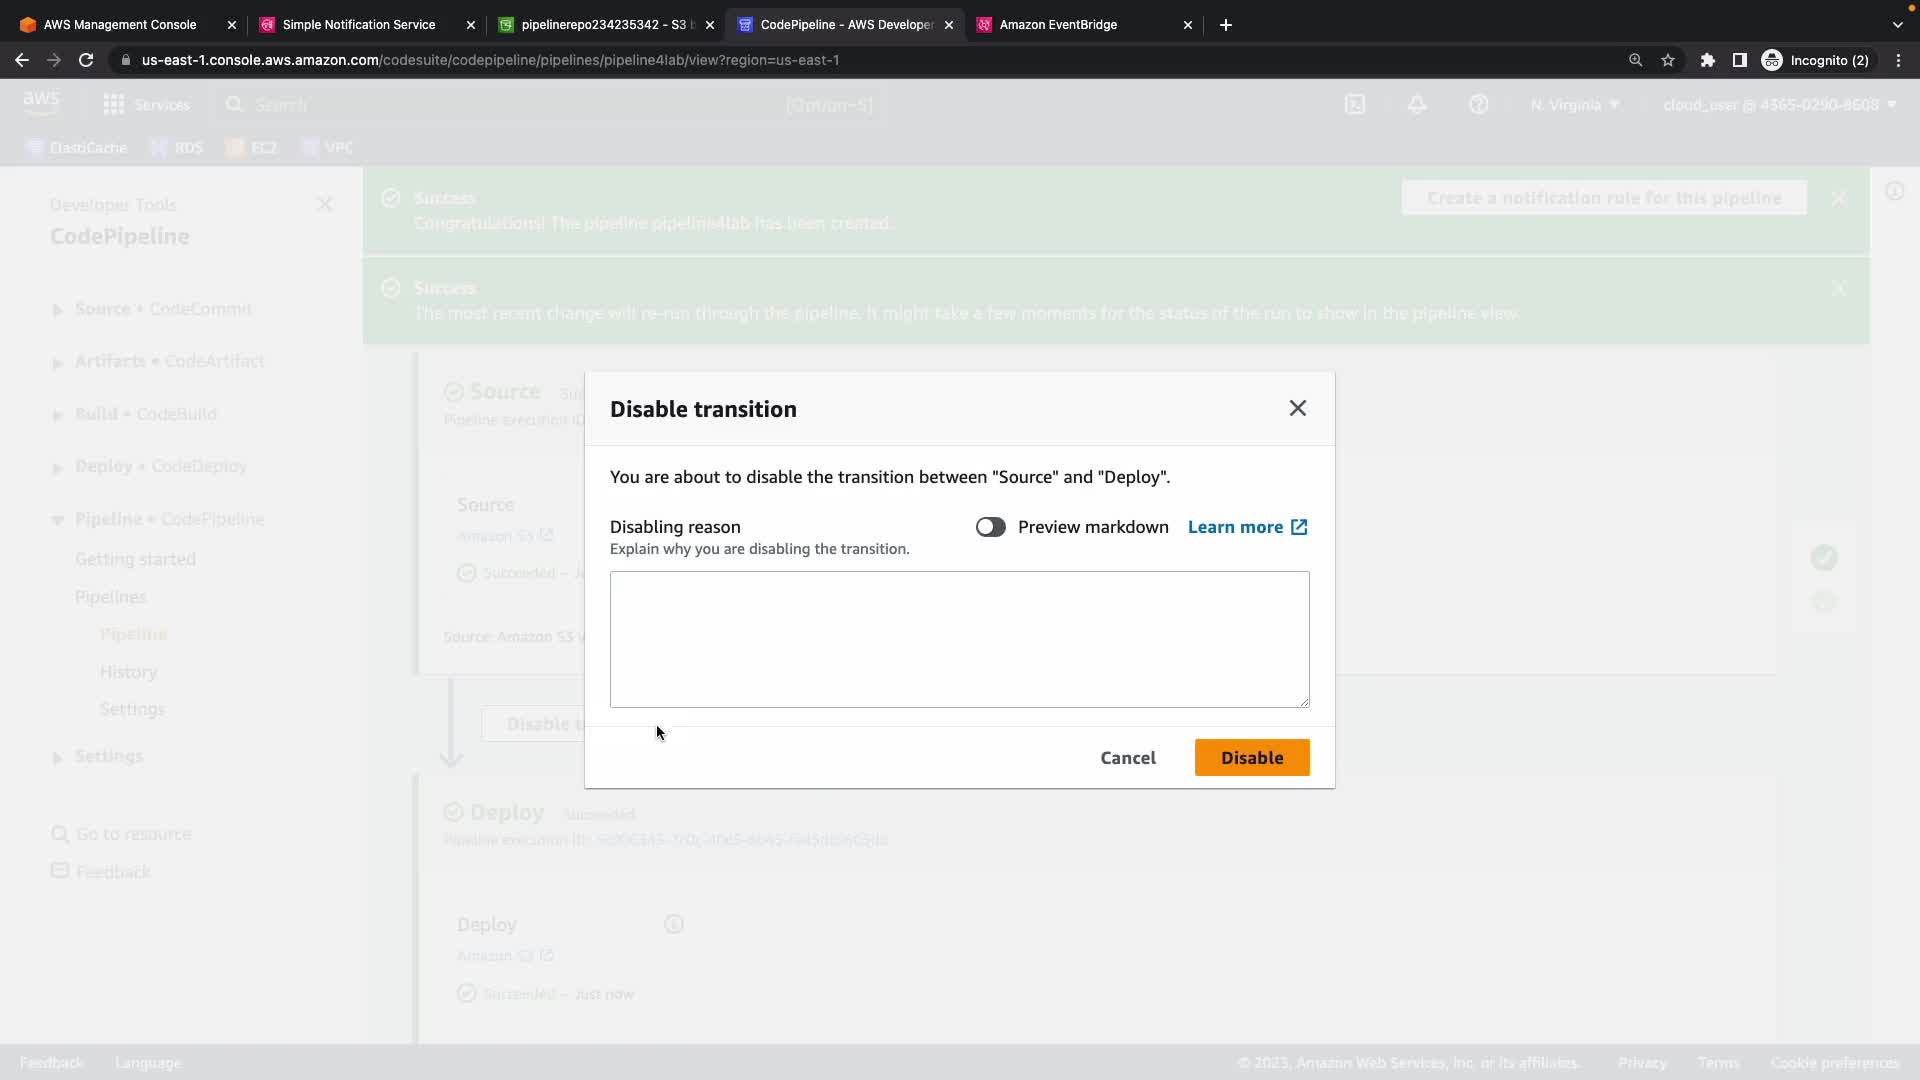 AWS Management Console
Simple Notification Service
pipelinerepo234235342 - S3 b
CodePipeline - AWS Developer
Amazon EventBridge
us-east-1.console.aws.amazon.com/codesuite/codepipeline/pipelines/pipeline4lab/view?region=us-east-1
Incognito (2)
aws
Services
Search
[Option+S]
N. Virginia
cloud_user @ 4365-0290-8608
ElastiCache
RDS
EC2
VPC
Developer Tools
CodePipeline
Source • CodeCommit
Artifacts • CodeArtifact
Build • CodeBuild
Deploy • CodeDeploy
Pipeline • CodePipeline
Getting started
Pipelines
Pipeline
History
Settings
Settings
Go to resource
Feedback
Success
Congratulations! The pipeline pipeline4lab has been created.
Create a notification rule for this pipeline
Success
The most recent change will re-run through the pipeline. It might take a few moments for the status of the run to show in the pipeline view.
Source
Pipeline execution ID
Source
Amazon S3
Succeeded – J
Source: Amazon S3 v
Disable t
Disable transition
You are about to disable the transition between "Source" and "Deploy".
Disabling reason
Preview markdown
Learn more
Explain why you are disabling the transition.
Cancel
Disable
Deploy
Succeeded
Pipeline execution ID:
Deploy
Amazon S3
Succeeded – Just now
Feedback
Language
© 2023, Amazon Web Services, Inc. or its affiliates.
Privacy
Terms
Cookie preferences